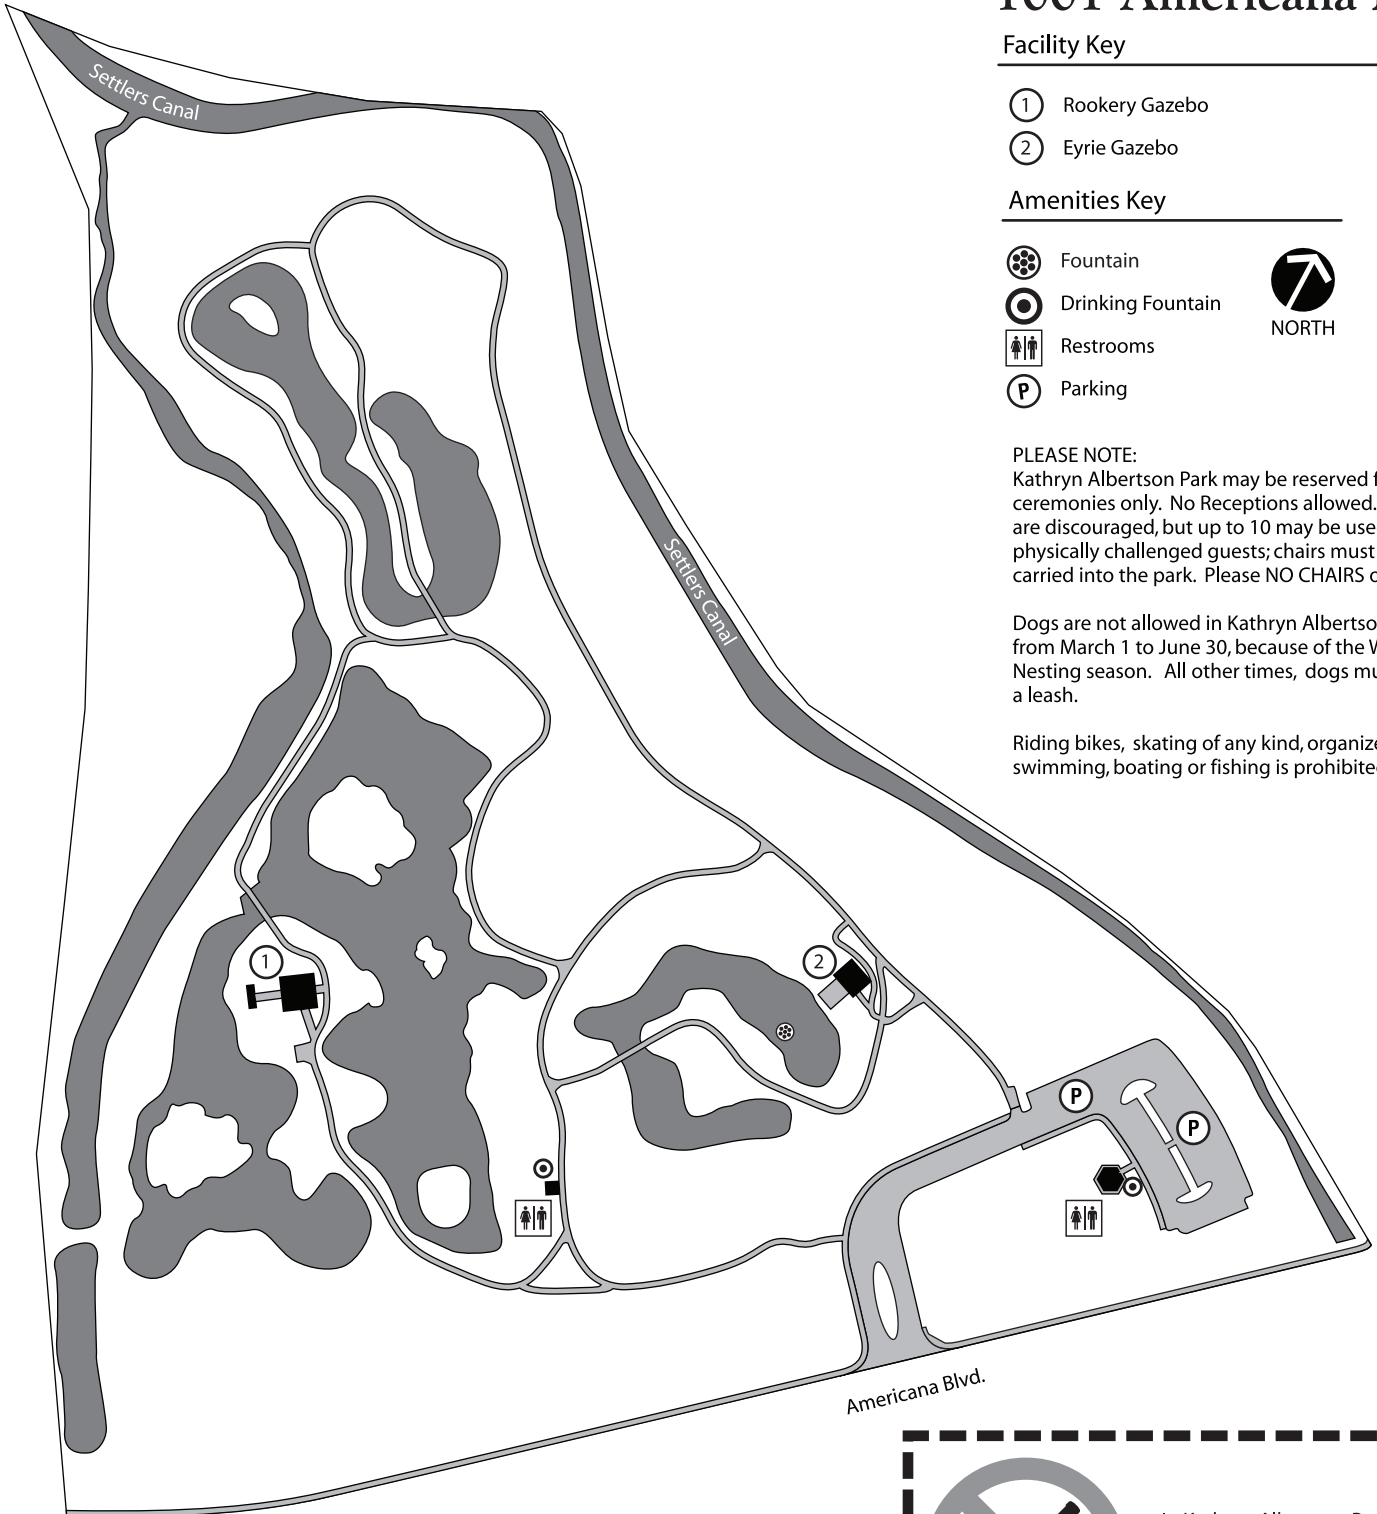 1001 Americana
Facility Key
1 Rookery Gazebo
2 Eyrie Gazebo
Amenities Key
Fountain
Drinking Fountain
Restrooms
P Parking
NORTH
PLEASE NOTE:
Kathryn Albertson Park may be reserved
ceremonies only. No Receptions allowed.
are discouraged, but up to 10 may be use
physically challenged guests; chairs must
carried into the park. Please NO CHAIRS
Dogs are not allowed in Kathryn Albertso
from March 1 to June 30, because of the W
Nesting season. All other times, dogs mu
a leash.
Riding bikes, skating of any kind, organize
swimming, boating or fishing is prohibite
Settlers Canal
Settlers Canal
1
2
P
P
Americana Blvd.